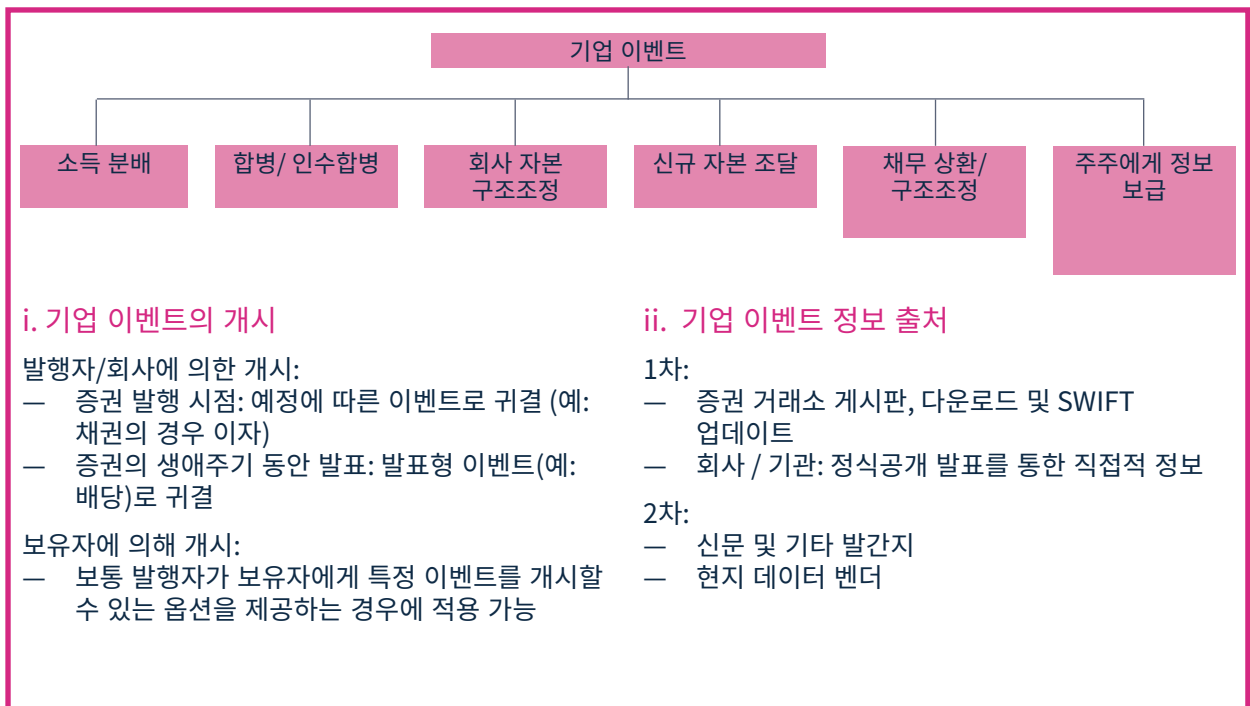 기업 이벤트
소득 분배
합병/ 인수합병
회사 자본
구조조정
신규 자본 조달
채무 상환/
구조조정
주주에게 정보
보급
i. 기업 이벤트의 개시
발행자/회사에 의한 개시:
— 증권 발행 시점: 예정에 따른 이벤트로 귀결 (예:
채권의 경우 이자)
— 증권의 생애주기 동안 발표: 발표형 이벤트(예:
배당)로 귀결
보유자에 의해 개시:
— 보통 발행자가 보유자에게 특정 이벤트를 개시할
수 있는 옵션을 제공하는 경우에 적용 가능
ii. 기업 이벤트 정보 출처
1차:
— 증권 거래소 게시판, 다운로드 및 SWIFT
업데이트
— 회사 / 기관: 정식공개 발표를 통한 직접적 정보
2차:
— 신문 및 기타 발간지
— 현지 데이터 벤더